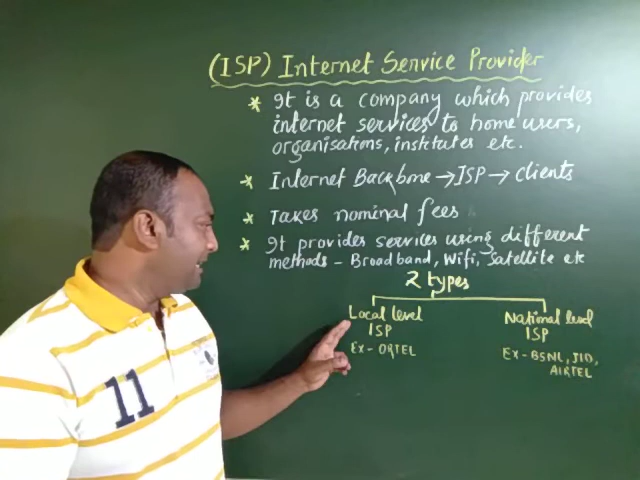 (ISP) Internet Service Provider
* It is a company which provides
internet services to home users,
organisations, institutes etc.
* Internet Backbone → ISP → clients
* Takes nominal fees
* It provides services using different
methods - Broadband, Wifi, Satellite etc
2 types
Local level
ISP
Ex- ORTEL
National level
ISP
Ex- BSNL, JIO,
AIRTEL
11